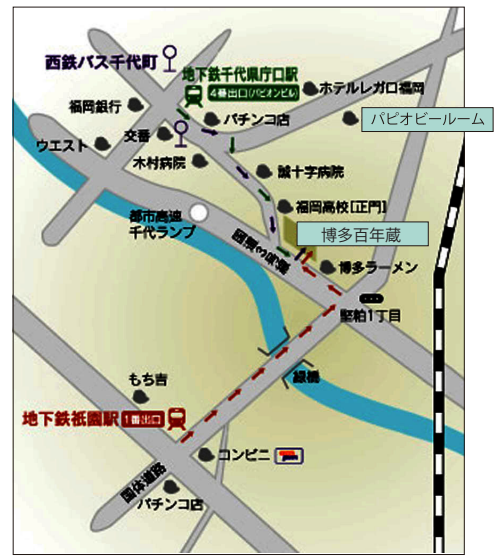 西鉄バス千代町
地下鉄千代県庁口駅
4番出口(パピオンビル)
ホテルレガロ福岡
福岡銀行
パチンコ店
パピオビールーム
交番
ウエスト
木村病院
誠十字病院
福岡高校[正門]
都市高速
千代ランプ
国道3号線
博多百年蔵
博多ラーメン
堅粕1丁目
緑橋
もち吉
地下鉄祇園駅
1番出口
コンビニ
国体道路
パチンコ店